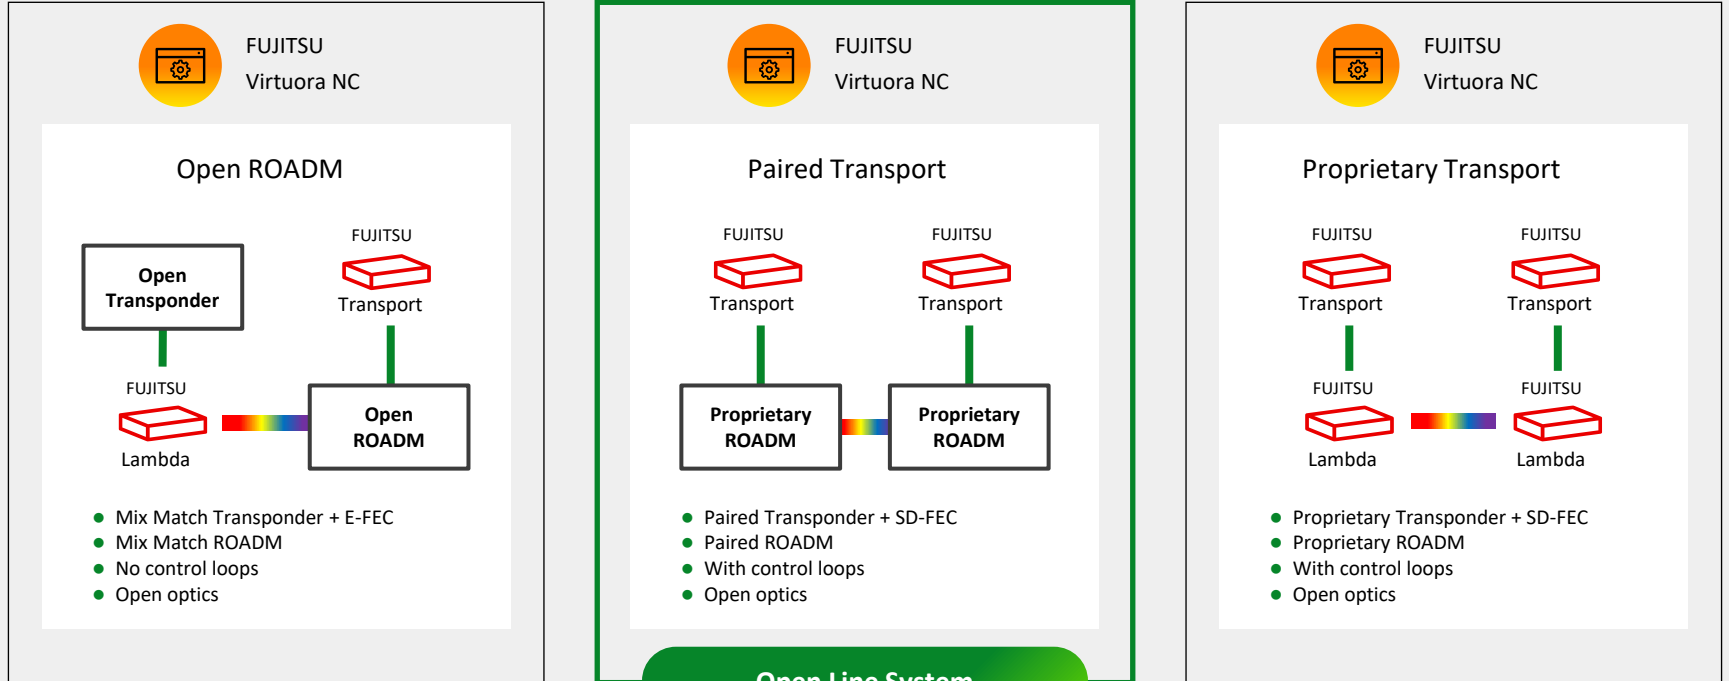 FUJITSU
Virtuora NC
Open ROADM
FUJITSU
Open
Transponder
Transport
FUJITSU
Lambda
Open
ROADM
Mix Match Transponder + E-FEC
Mix Match ROADM
No control loops
Open optics
FUJITSU
Virtuora NC
Paired Transport
FUJITSU
FUJITSU
Transport
Transport
Proprietary
ROADM
Proprietary
ROADM
Paired Transponder + SD-FEC
Paired ROADM
With control loops
Open optics
Open Line System
FUJITSU
Virtuora NC
Proprietary Transport
FUJITSU
FUJITSU
Transport
Transport
FUJITSU
FUJITSU
Lambda
Lambda
Proprietary Transponder + SD-FEC
Proprietary ROADM
With control loops
Open optics